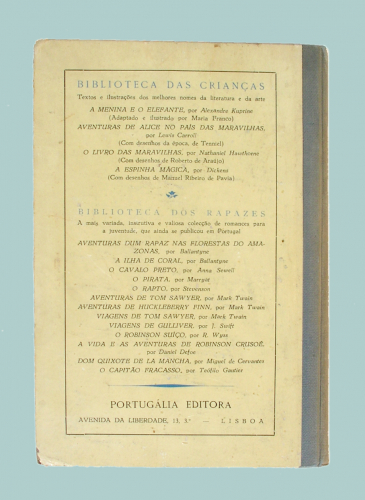 BIBLIOTECA DAS CRIANÇAS
Textos e ilustrações dos melhores nomes da literatura e da arte
A MENINA E O ELEFANTE, por Alexandre Kuprine
(Adaptado e ilustrado por Maria Franco)
AVENTURAS DE ALICE NO PAÍS DAS MARAVILHAS,
por Lewis Carroll
(Com desenhos da época, de Tenniel)
O LIVRO DAS MARAVILHAS, por Nathaniel Hawthorne
(Com desenhos de Roberto de Araújo)
A ESPINHA MÁGICA, por Dickens
(Com desenhos de Manuel Ribeiro de Pavia)
BIBLIOTECA DOS RAPAZES
A mais variada, instrutiva e valiosa colecção de romances para
a juventude, que ainda se publicou em Portugal
AVENTURAS DUM RAPAZ NAS FLORESTAS DO AMA-
ZONAS, por Ballantyne
A ILHA DE CORAL, por Ballantyne
O CAVALO PRETO, por Anna Sewell
O PIRATA, por Marryat
O RAPTO, por Stevenson
AVENTURAS DE TOM SAWYER, por Mark Twain
AVENTURAS DE HUCKLEBERRY FINN, por Mark Twain
VIAGENS DE TOM SAWYER, por Mark Twain
VIAGENS DE GULLIVER, por J. Swift
O ROBINSON SUÍÇO, por R. Wyss
A VIDA E AS AVENTURAS DE ROBINSON CRUSOÉ,
por Daniel Defoe
DOM QUIXOTE DE LA MANCHA, por Miguel de Cervantes
O CAPITÃO FRACASSO, por Teófilo Gautier
PORTUGÁLIA EDITORA
AVENIDA DA LIBERDADE, 13, 3.º — LISBOA